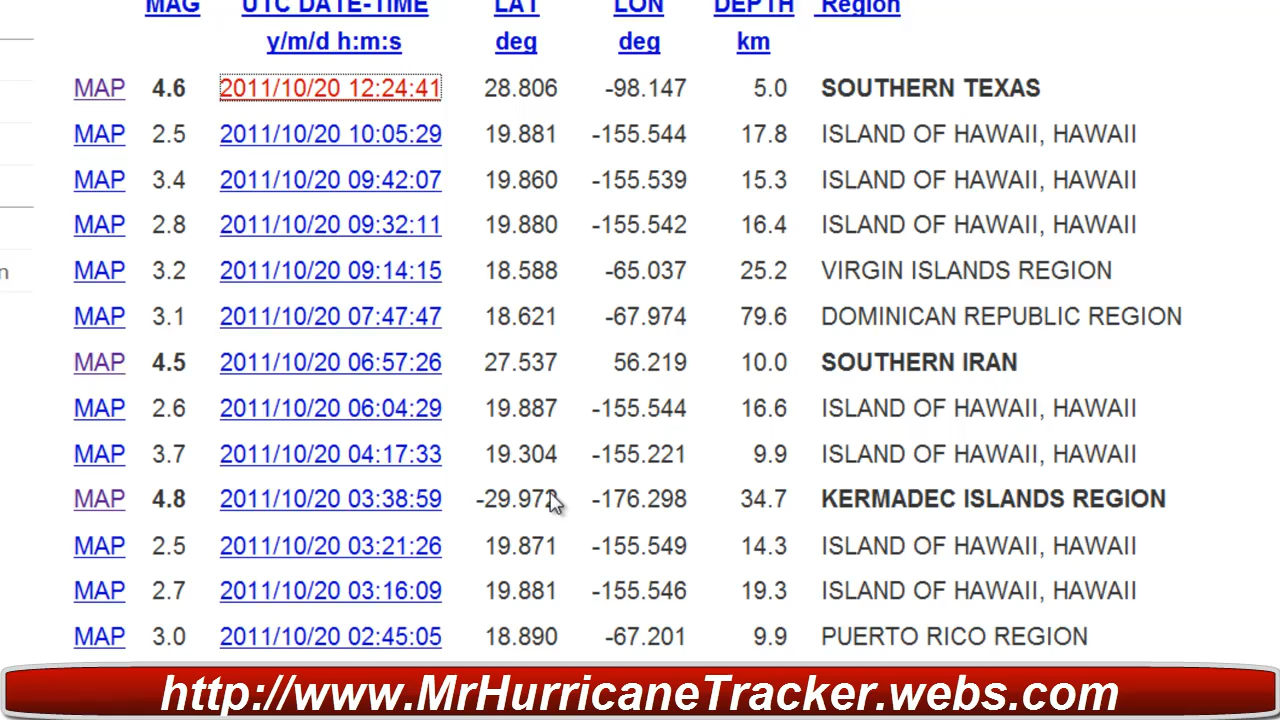 MAG UTC DATE-TIME LAT LON DEPTH Region
y/m/d h:m:s deg deg km
MAP 4.6 2011/10/20 12:24:41 28.806 -98.147 5.0 SOUTHERN TEXAS
MAP 2.5 2011/10/20 10:05:29 19.881 -155.544 17.8 ISLAND OF HAWAII, HAWAII
MAP 3.4 2011/10/20 09:42:07 19.860 -155.539 15.3 ISLAND OF HAWAII, HAWAII
MAP 2.8 2011/10/20 09:32:11 19.880 -155.542 16.4 ISLAND OF HAWAII, HAWAII
n MAP 3.2 2011/10/20 09:14:15 18.588 -65.037 25.2 VIRGIN ISLANDS REGION
MAP 3.1 2011/10/20 07:47:47 18.621 -67.974 79.6 DOMINICAN REPUBLIC REGION
MAP 4.5 2011/10/20 06:57:26 27.537 56.219 10.0 SOUTHERN IRAN
MAP 2.6 2011/10/20 06:04:29 19.887 -155.544 16.6 ISLAND OF HAWAII, HAWAII
MAP 3.7 2011/10/20 04:17:33 19.304 -155.221 9.9 ISLAND OF HAWAII, HAWAII
MAP 4.8 2011/10/20 03:38:59 -176.298 34.7 KERMADEC ISLANDS REGION
MAP 2.5 2011/10/20 03:21:26 19.871 -155.549 14.3 ISLAND OF HAWAII, HAWAII
MAP 2.7 2011/10/20 03:16:09 19.881 -155.546 19.3 ISLAND OF HAWAII, HAWAII
MAP 3.0 2011/10/20 02:45:05 18.890 -67.201 9.9 PUERTO RICO REGION
http://www.MrHurricaneTracker.webs.com